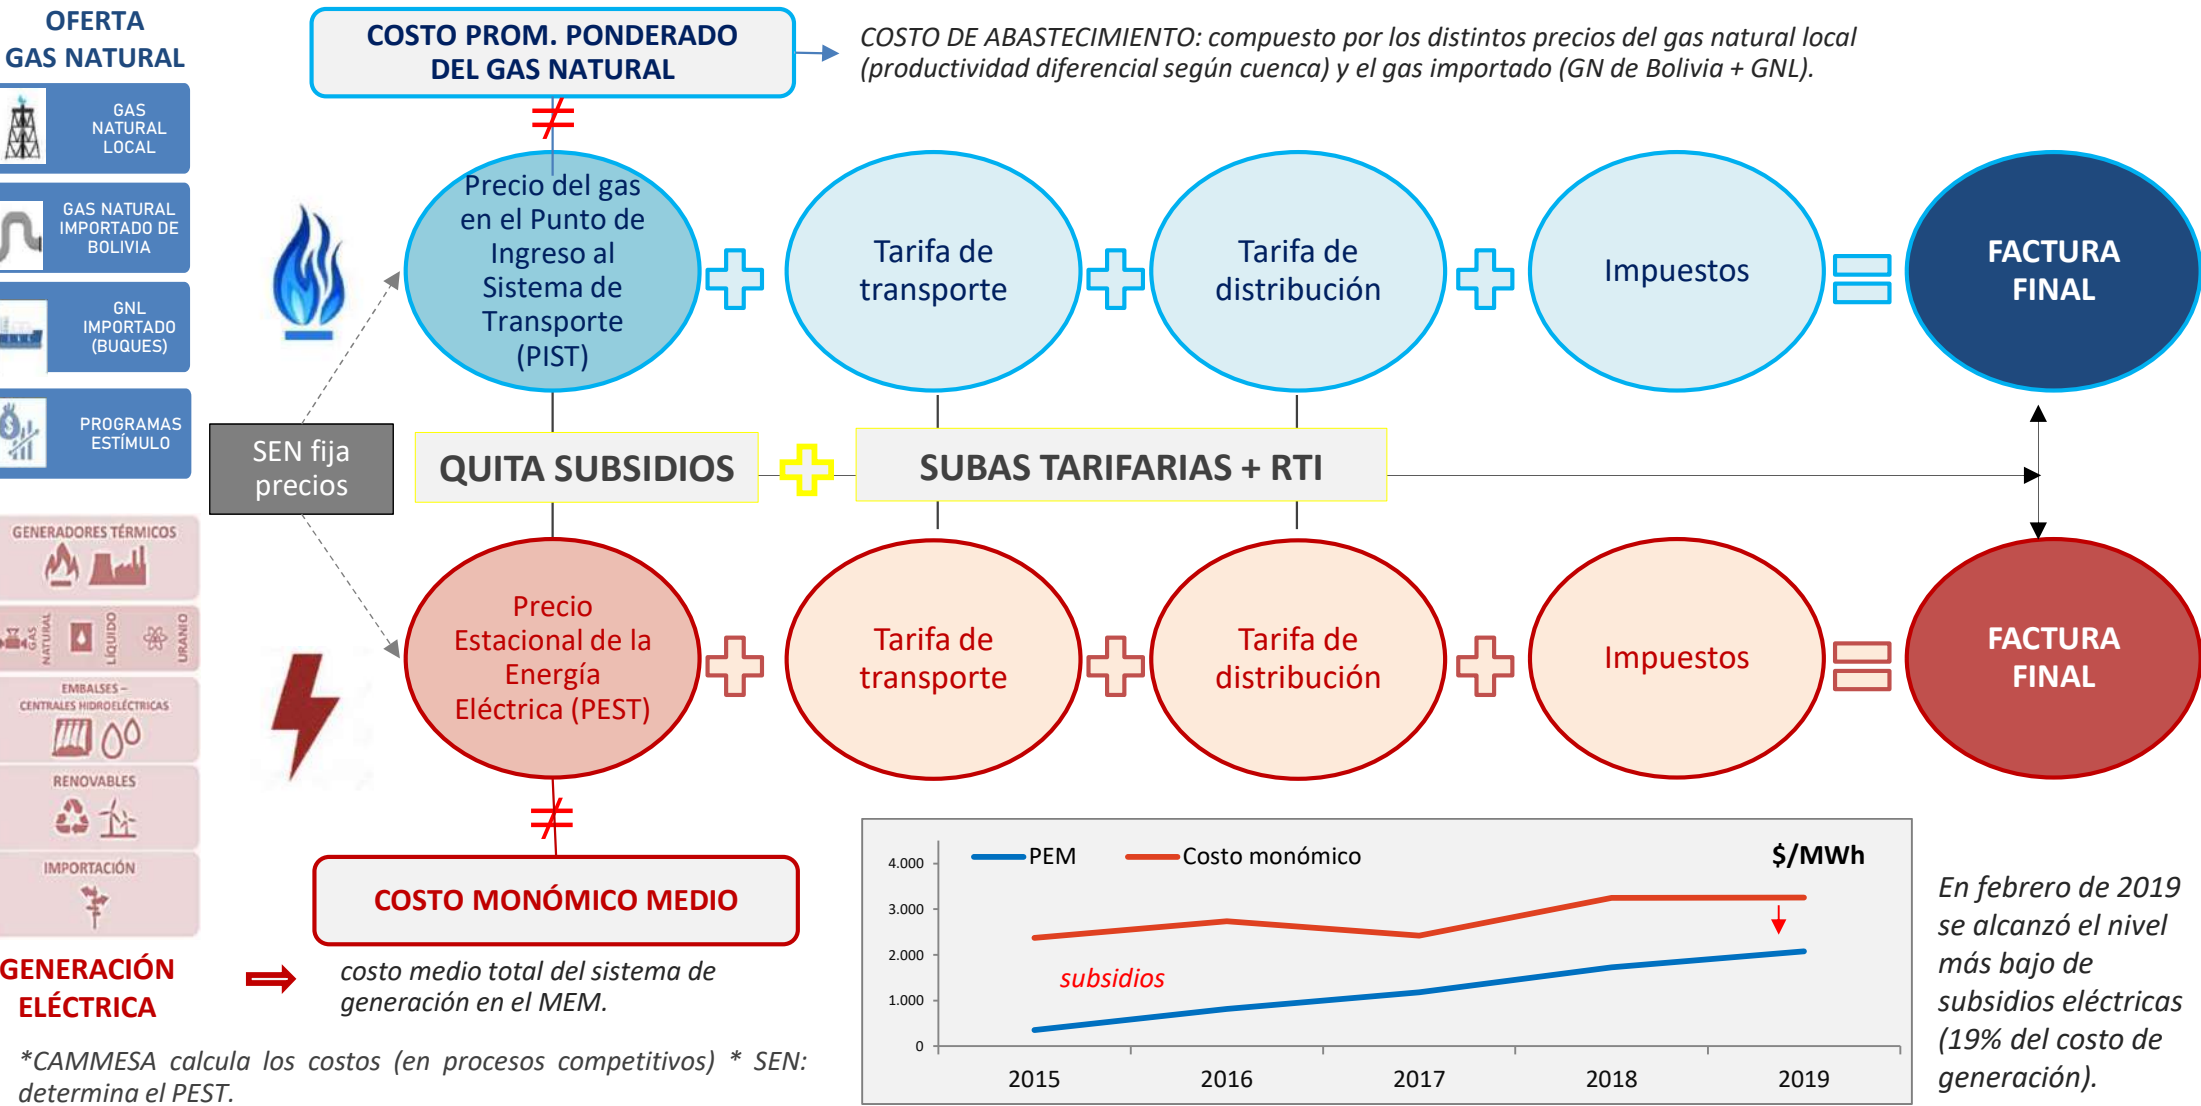 OFERTA
GAS NATURAL
GAS
NATURAL
LOCAL
GAS NATURAL
IMPORTADO DE
BOLIVIA
GNL
IMPORTADO
(BUQUES)
PROGRAMAS
ESTÍMULO
COSTO PROM. PONDERADO
DEL GAS NATURAL
COSTO DE ABASTECIMIENTO: compuesto por los distintos precios del gas natural local
(productividad diferencial según cuenca) y el gas importado (GN de Bolivia + GNL).
≠
Precio del gas
en el Punto de
Ingreso al
Sistema de
Transporte
(PIST)
Tarifa de
transporte
Tarifa de
distribución
Impuestos
FACTURA
FINAL
SEN fija
precios
QUITA SUBSIDIOS
SUBAS TARIFARIAS + RTI
GENERADORES TÉRMICOS
GAS
NATURAL
LÍQUIDO
URANIO
EMBALSES –
CENTRALES HIDROELÉCTRICAS
RENOVABLES
IMPORTACIÓN
GENERACIÓN
ELÉCTRICA
Precio
Estacional de la
Energía
Eléctrica (PEST)
Tarifa de
transporte
Tarifa de
distribución
Impuestos
FACTURA
FINAL
≠
COSTO MONÓMICO MEDIO
costo medio total del sistema de
generación en el MEM.
*CAMMESA calcula los costos (en procesos competitivos) * SEN:
determina el PEST.
PEM
Costo monómico
$/MWh
4.000
3.000
2.000
1.000
0
subsidios
2015
2016
2017
2018
2019
En febrero de 2019
se alcanzó el nivel
más bajo de
subsidios eléctricas
(19% del costo de
generación).